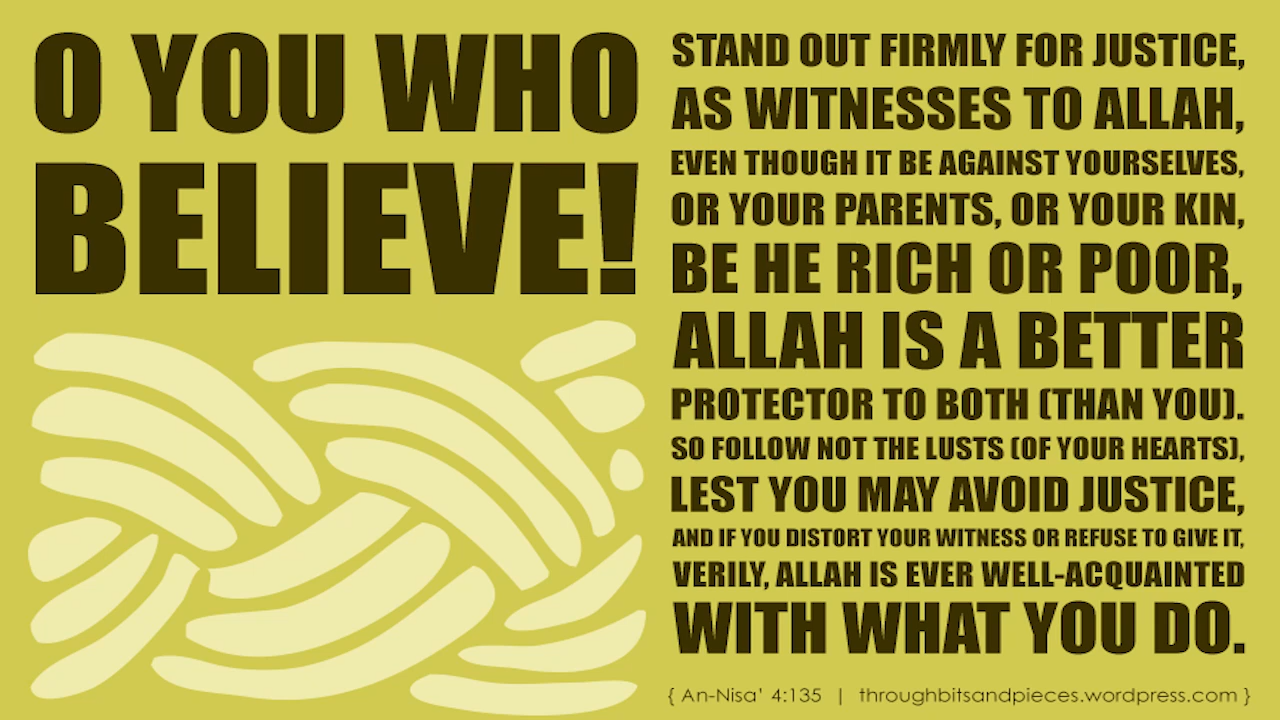 O YOU WHO
BELIEVE!
STAND OUT FIRMLY FOR JUSTICE,
AS WITNESSES TO ALLAH,
EVEN THOUGH IT BE AGAINST YOURSELVES,
OR YOUR PARENTS, OR YOUR KIN,
BE HE RICH OR POOR,
ALLAH IS A BETTER
PROTECTOR TO BOTH (THAN YOU).
SO FOLLOW NOT THE LUSTS (OF YOUR HEARTS),
LEST YOU MAY AVOID JUSTICE,
AND IF YOU DISTORT YOUR WITNESS OR REFUSE TO GIVE IT,
VERILY, ALLAH IS EVER WELL-ACQUAINTED
WITH WHAT YOU DO.
{ An-Nisa' 4:135 | throughbitsandpieces.wordpress.com }